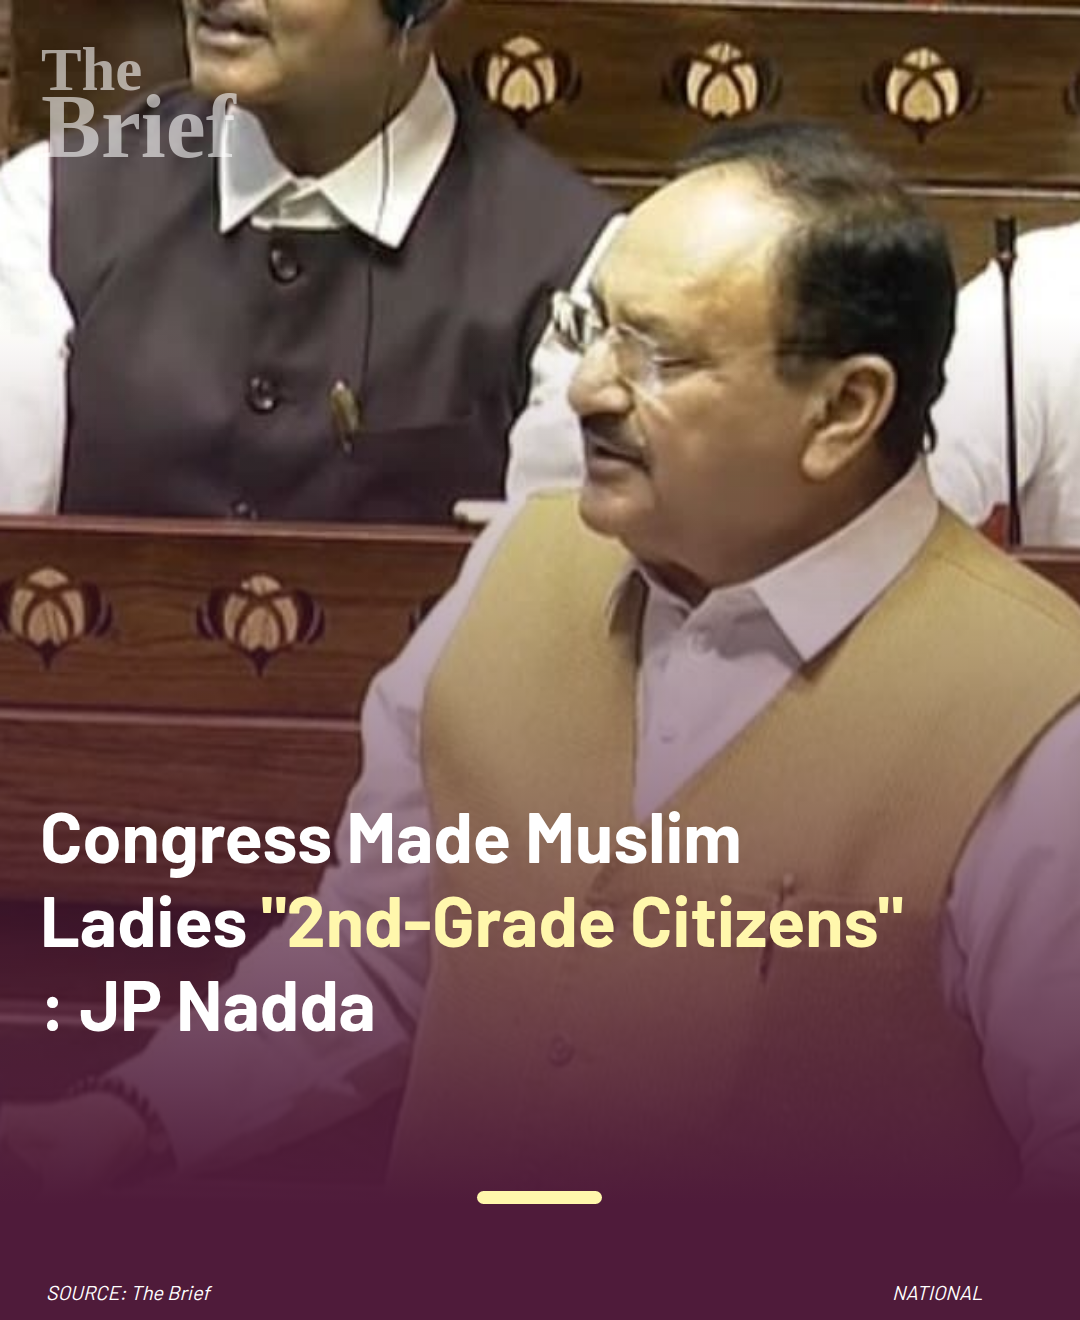 The
Brief
Congress Made Muslim
Ladies "2nd-Grade Citizens"
: JP Nadda
SOURCE: The Brief
NATIONAL